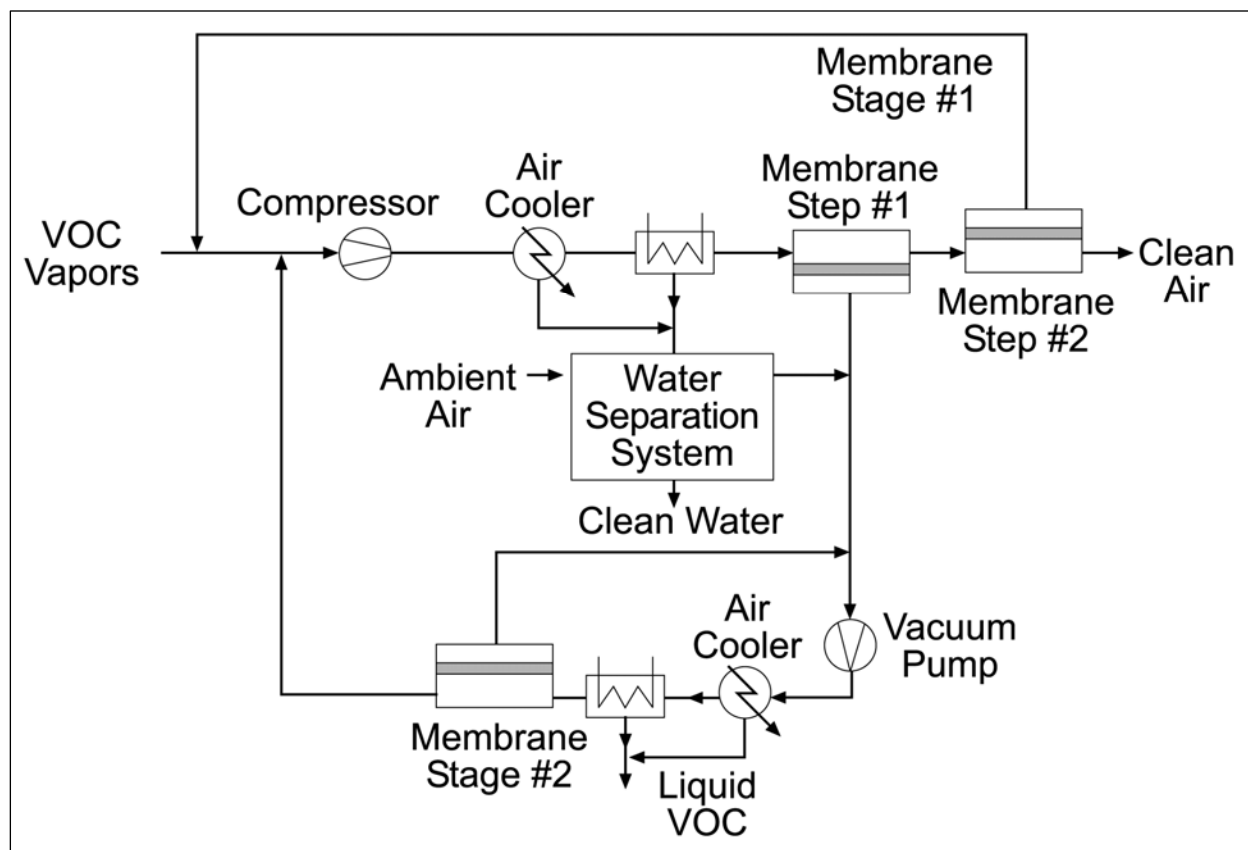 Membrane
Stage #1
Membrane
Step #1
Air
Cooler
Compressor
VOC
Vapors
Clean
Air
Membrane
Step #2
Ambient
Air
Water
Separation
System
Clean Water
Air
Cooler
Vacuum
Pump
Membrane
Stage #2
Liquid
VOC